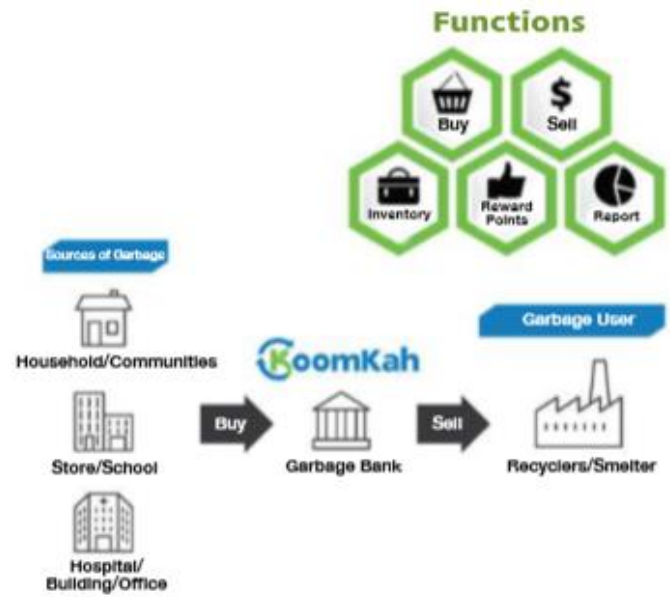 Functions
Buy
Sell
Inventory
Reward
Points
Report
Sources of Garbage
Household/Communities
Store/School
Hospital/
Building/Office
Buy
KoomKah
Garbage Bank
Sell
Garbage User
Recyclers/Smelter